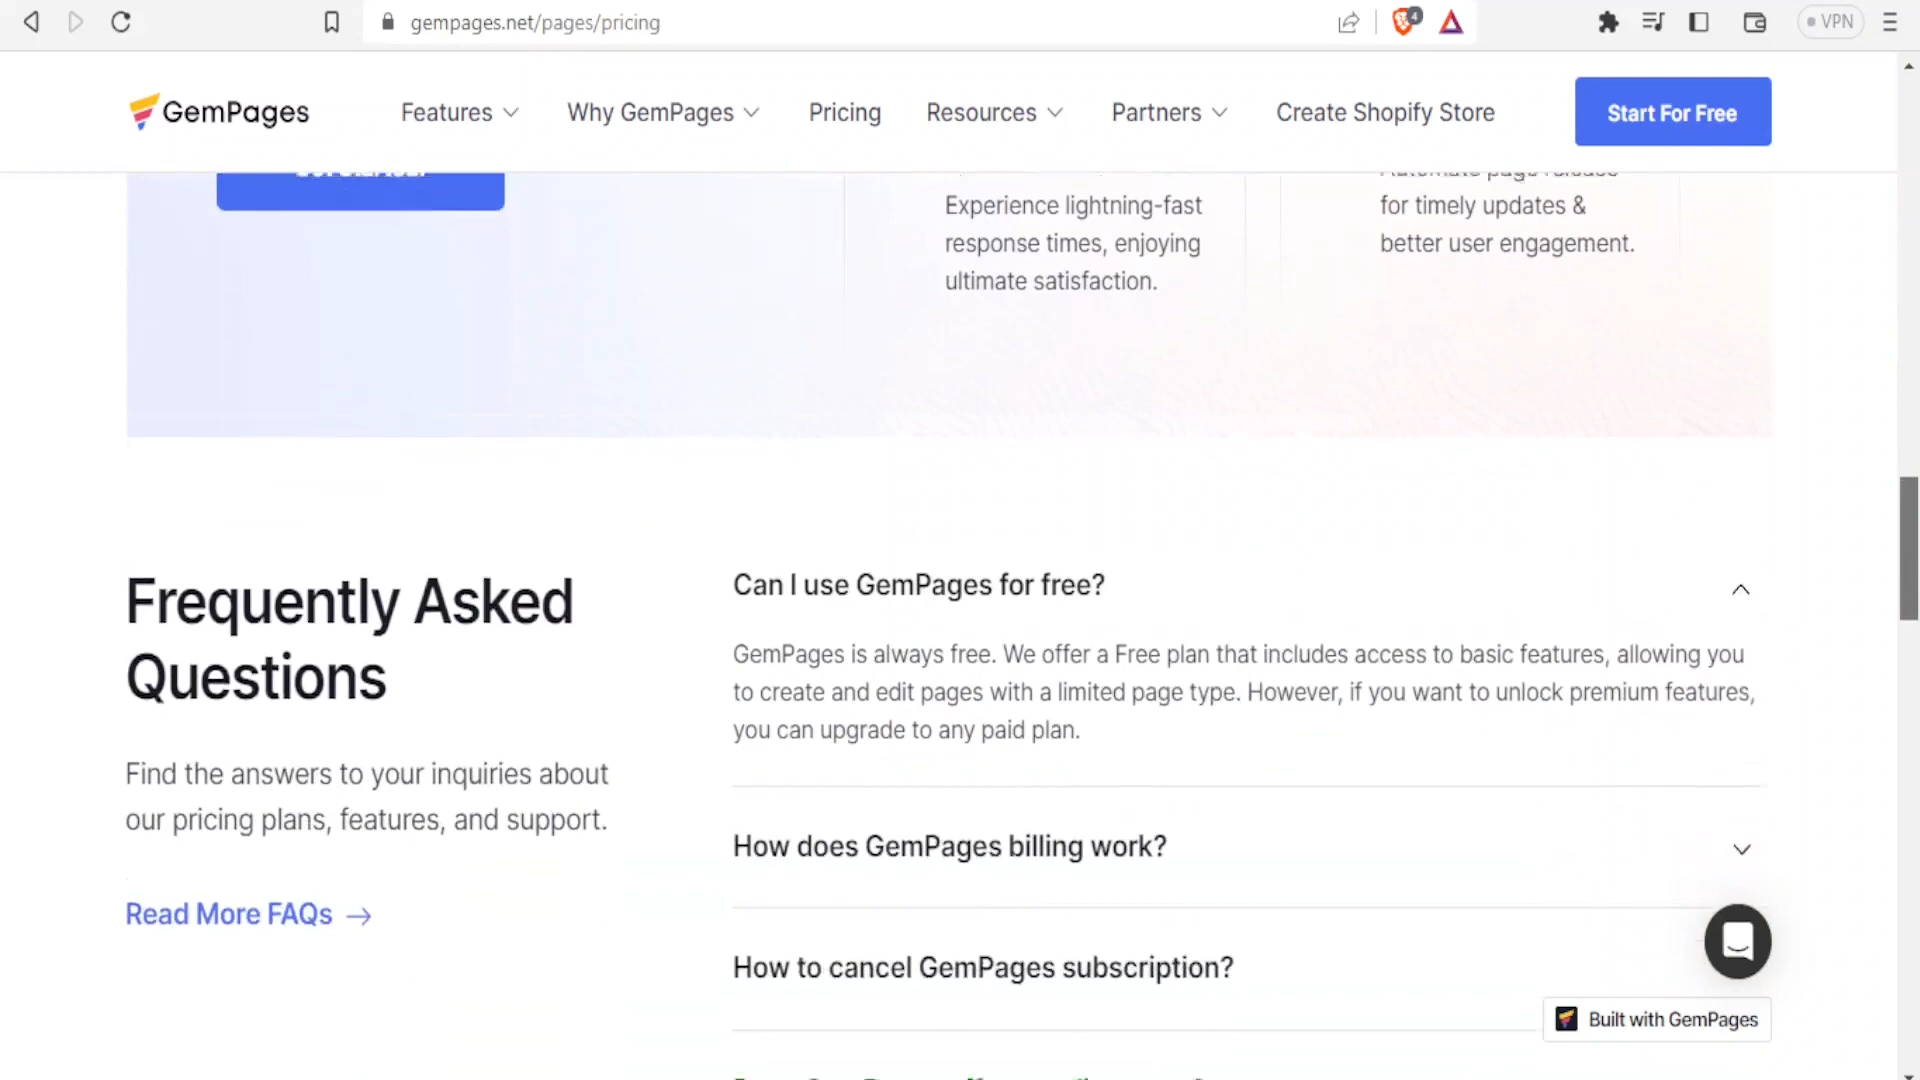 gempages.net/pages/pricing
4
VPN
GemPages
Features
Why GemPages
Pricing
Resources
Partners
Create Shopify Store
Start For Free
Experience lightning-fast
response times, enjoying
ultimate satisfaction.
Automate page release
for timely updates &
better user engagement.
Frequently Asked
Questions
Find the answers to your inquiries about
our pricing plans, features, and support.
Read More FAQs →
Can I use GemPages for free?
GemPages is always free. We offer a Free plan that includes access to basic features, allowing you
to create and edit pages with a limited page type. However, if you want to unlock premium features,
you can upgrade to any paid plan.
How does GemPages billing work?
How to cancel GemPages subscription?
Built with GemPages